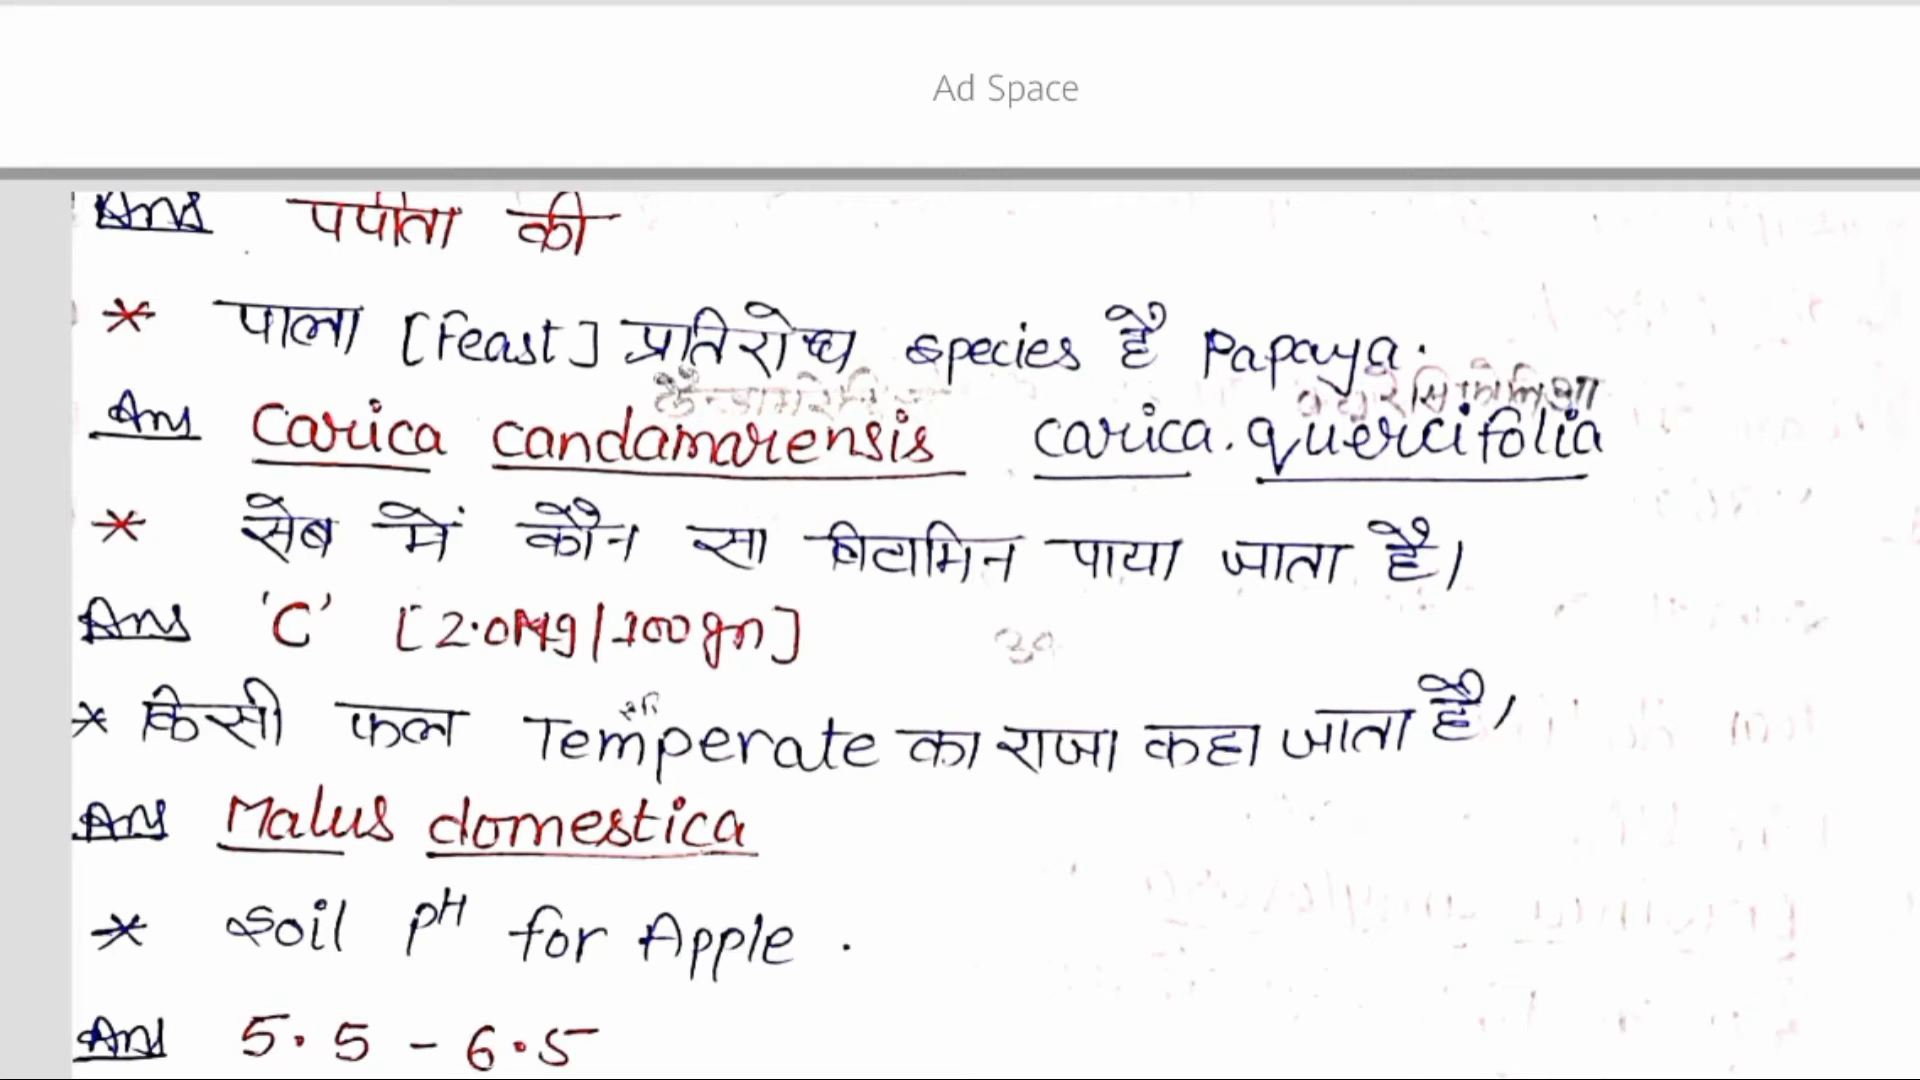 Ad Space
Ans पपीता की
* पाला [Feast] प्रतिरोध species है Papaya.
Ans Carica candamarensis carica. quercifolia
* सेब में कौन सा बिटामिन पाया जाता है।
Ans 'C' [2.0Mg/100gn]
* किसी फल Temperate का राजा कहा जाता है।
Ans Malus domestica
* Soil pH for Apple .
Ans 5.5 - 6.5